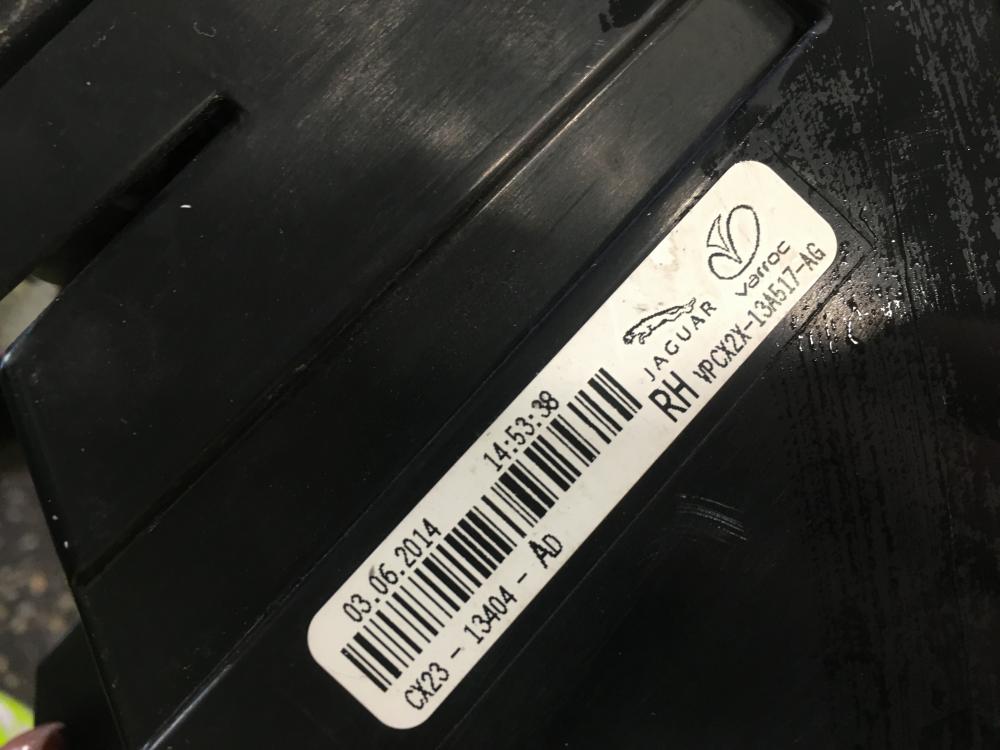 varroc
JAGUAR
RH VPCX2X-13A517-AG
03.06.2014 14:53:38
CX23 - 13404 - AD